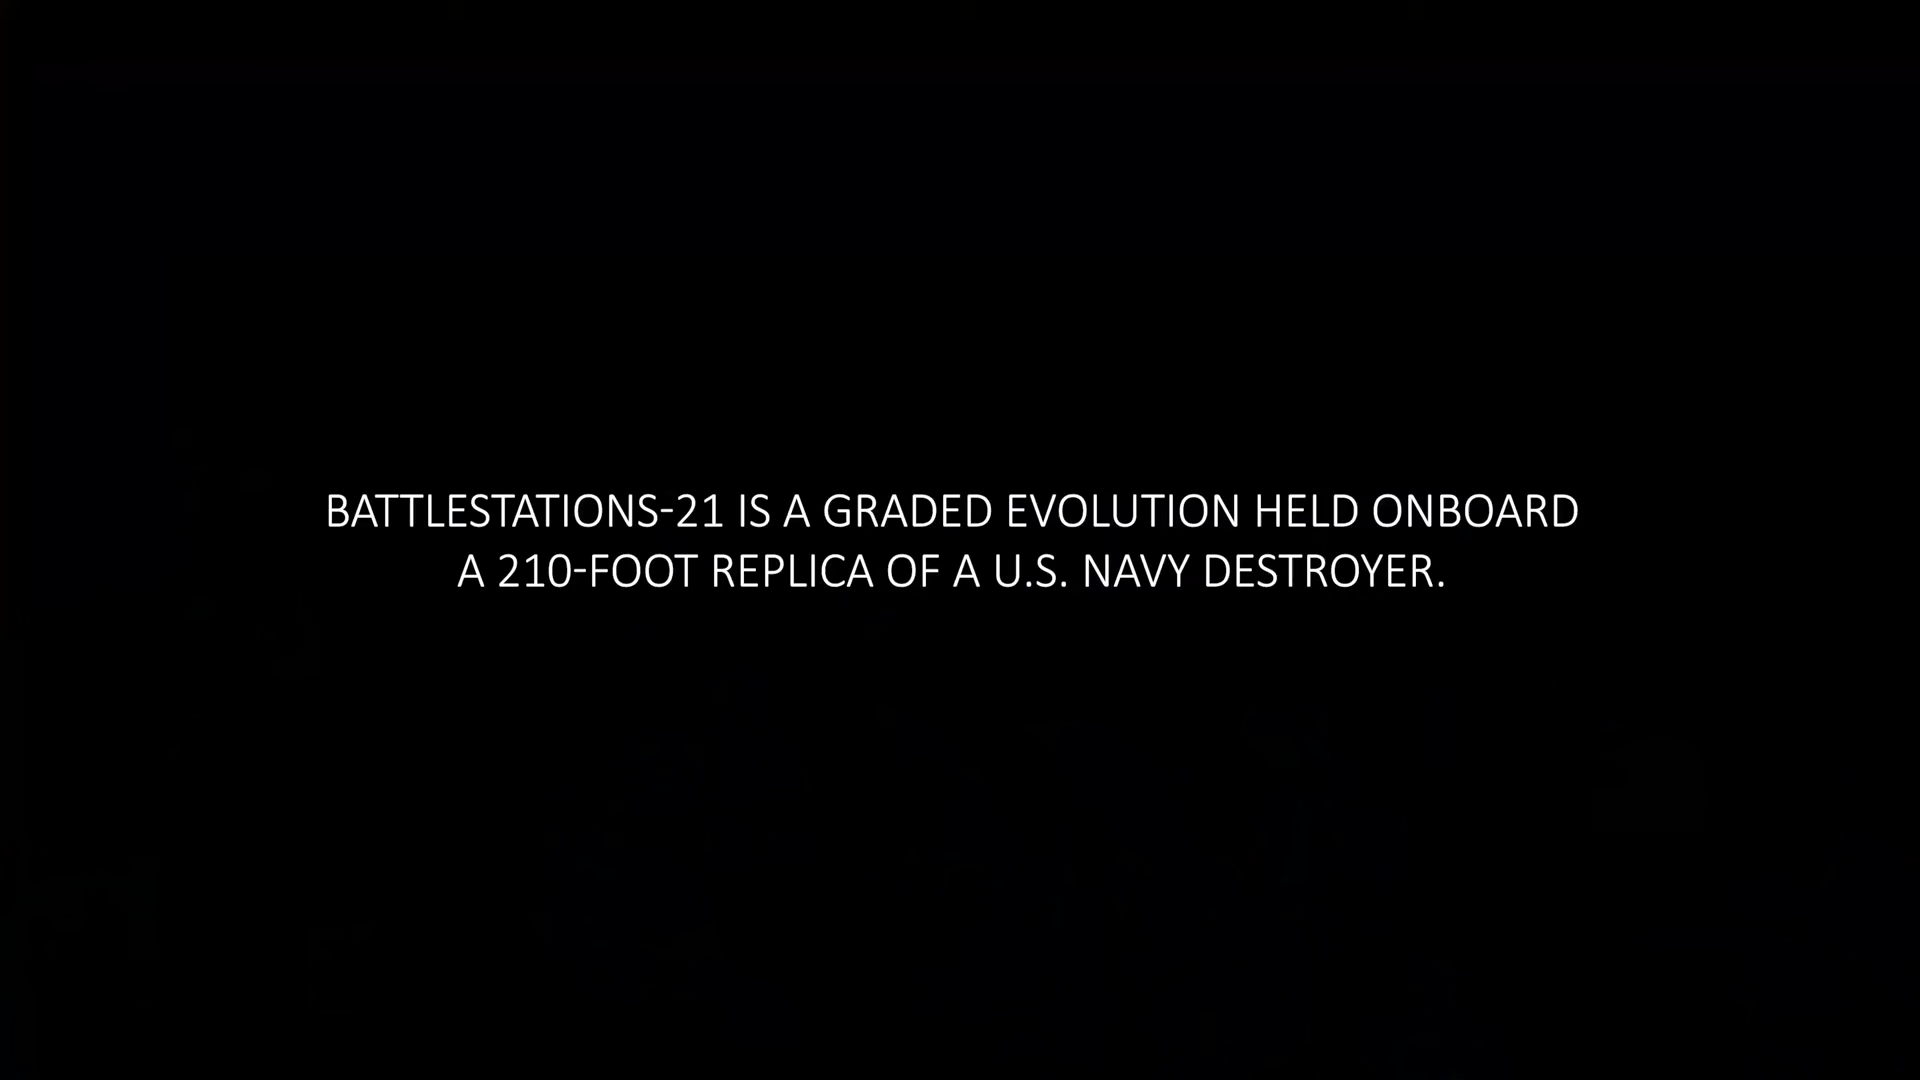 BATTLESTATIONS-21 IS A GRADED EVOLUTION HELD ONBOARD
A 210-FOOT REPLICA OF A U.S. NAVY DESTROYER.